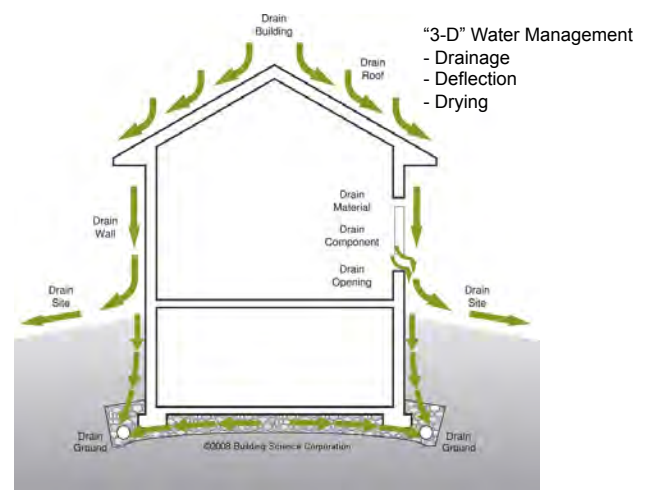 Drain
Building
“3-D” Water Management
- Drainage
- Deflection
- Drying
Drain
Roof
Drain
Material
Drain
Wall
Drain
Component
Drain
Opening
Drain
Site
Drain
Site
Drain
Ground
©2008 Building Science Corporation
Drain
Ground